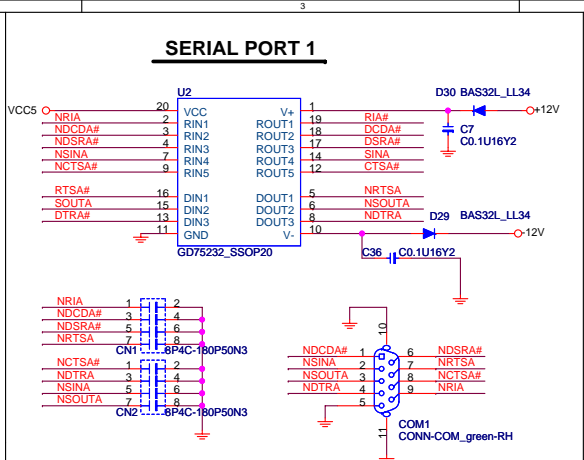 3
SERIAL PORT 1
U2
D30 BAS32L_LL34
VCC5 20 VCC V+ 1 +12V
NRIA 2 RIN1 ROUT1 19 RIA#
NDCDA# 3 RIN2 ROUT2 18 DCDA#
NDSRA# 4 RIN3 ROUT3 17 DSRA#
NSINA 7 RIN4 ROUT4 14 SINA
NCTSA# 9 RIN5 ROUT5 12 CTSA#
C7
C0.1U16Y2
RTSA# 16 DIN1 DOUT1 5 NRTSA
SOUTA 15 DIN2 DOUT2 6 NSOUTA
DTRA# 13 DIN3 DOUT3 8 NDTRA
11 GND V- 10
D29 BAS32L_LL34
-12V
GD75232_SSOP20
C36 C0.1U16Y2
NRIA 1 2
NDCDA# 3 4
NDSRA# 5 6
NRTSA 7 8
CN1 8P4C-180P50N3
NCTSA# 1 2
NDTRA 3 4
NSINA 5 6
NSOUTA 7 8
CN2 8P4C-180P50N3
10
NDCDA# 1 6 NDSRA#
NSINA 2 7 NRTSA
NSOUTA 3 8 NCTSA#
NDTRA 4 9 NRIA
5
11
COM1
CONN-COM_green-RH